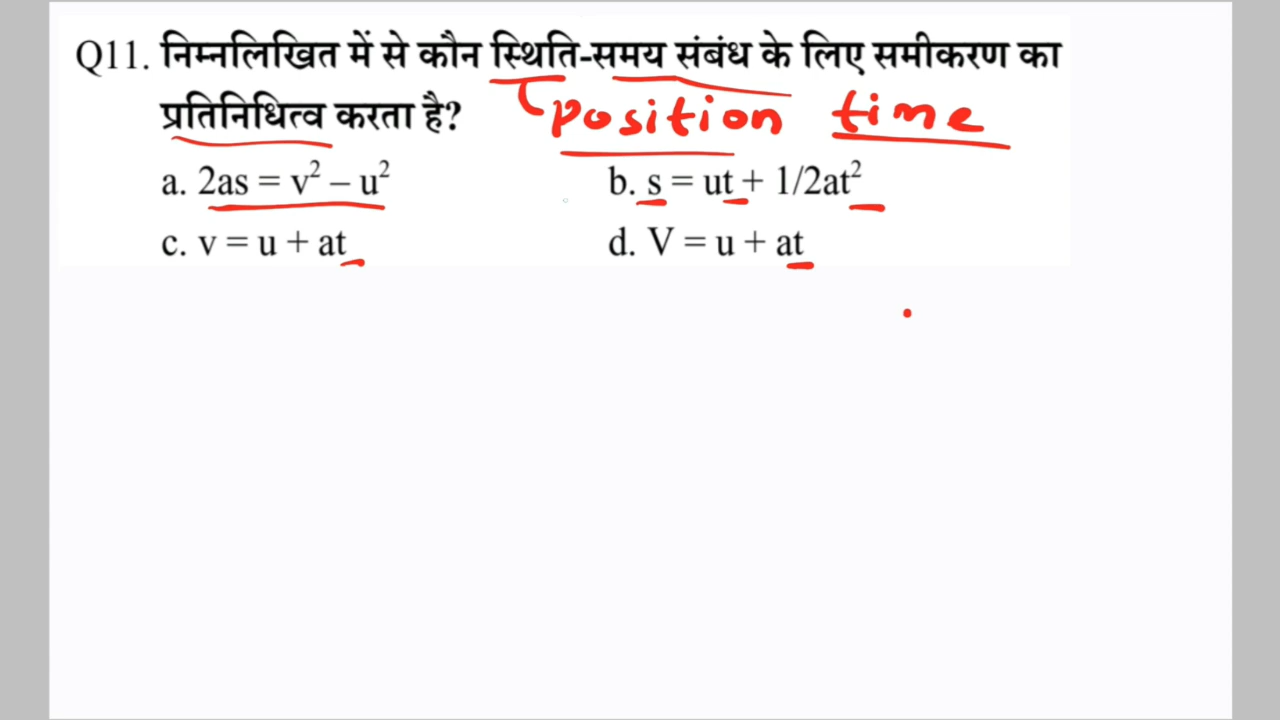 Q11. निम्नलिखित में से कौन स्थिति-समय संबंध के लिए समीकरण का
प्रतिनिधित्व करता है? position time
a. 2as = v² – u² b. s = ut + 1/2at²
c. v = u + at d. V = u + at